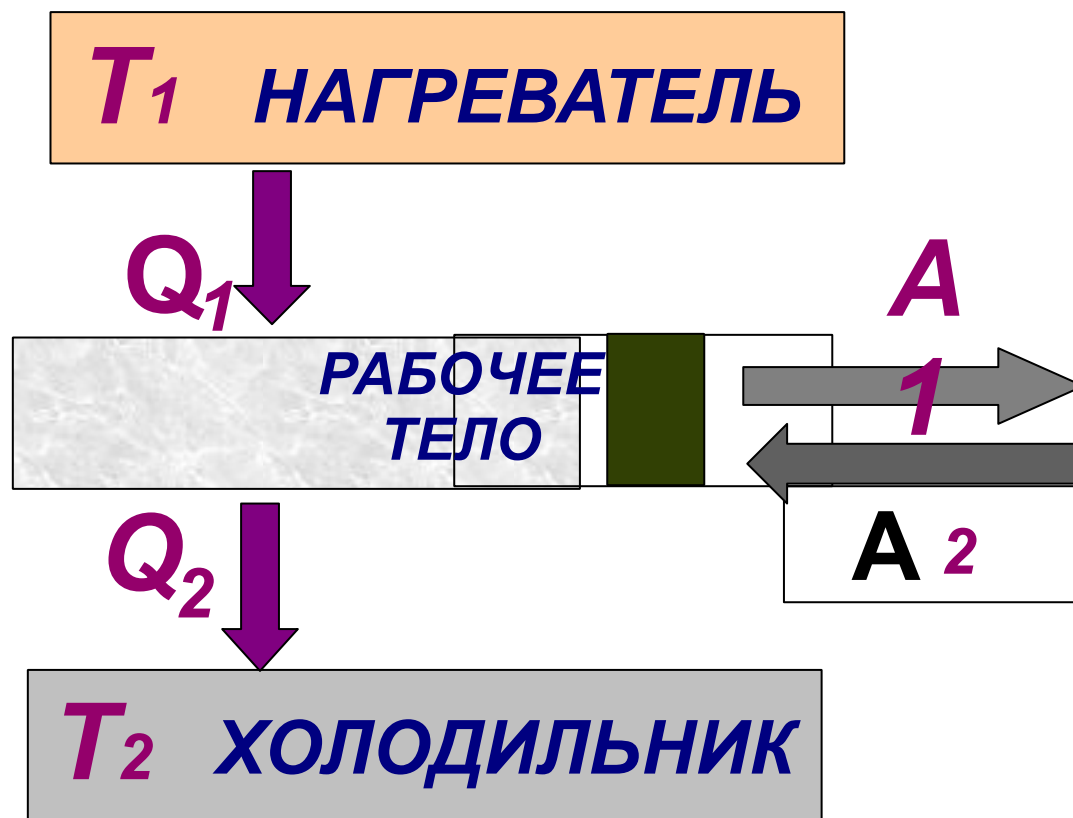 T1 НАГРЕВАТЕЛЬ
Q1
A
1
РАБОЧЕЕ
ТЕЛО
Q2
A 2
T2 ХОЛОДИЛЬНИК